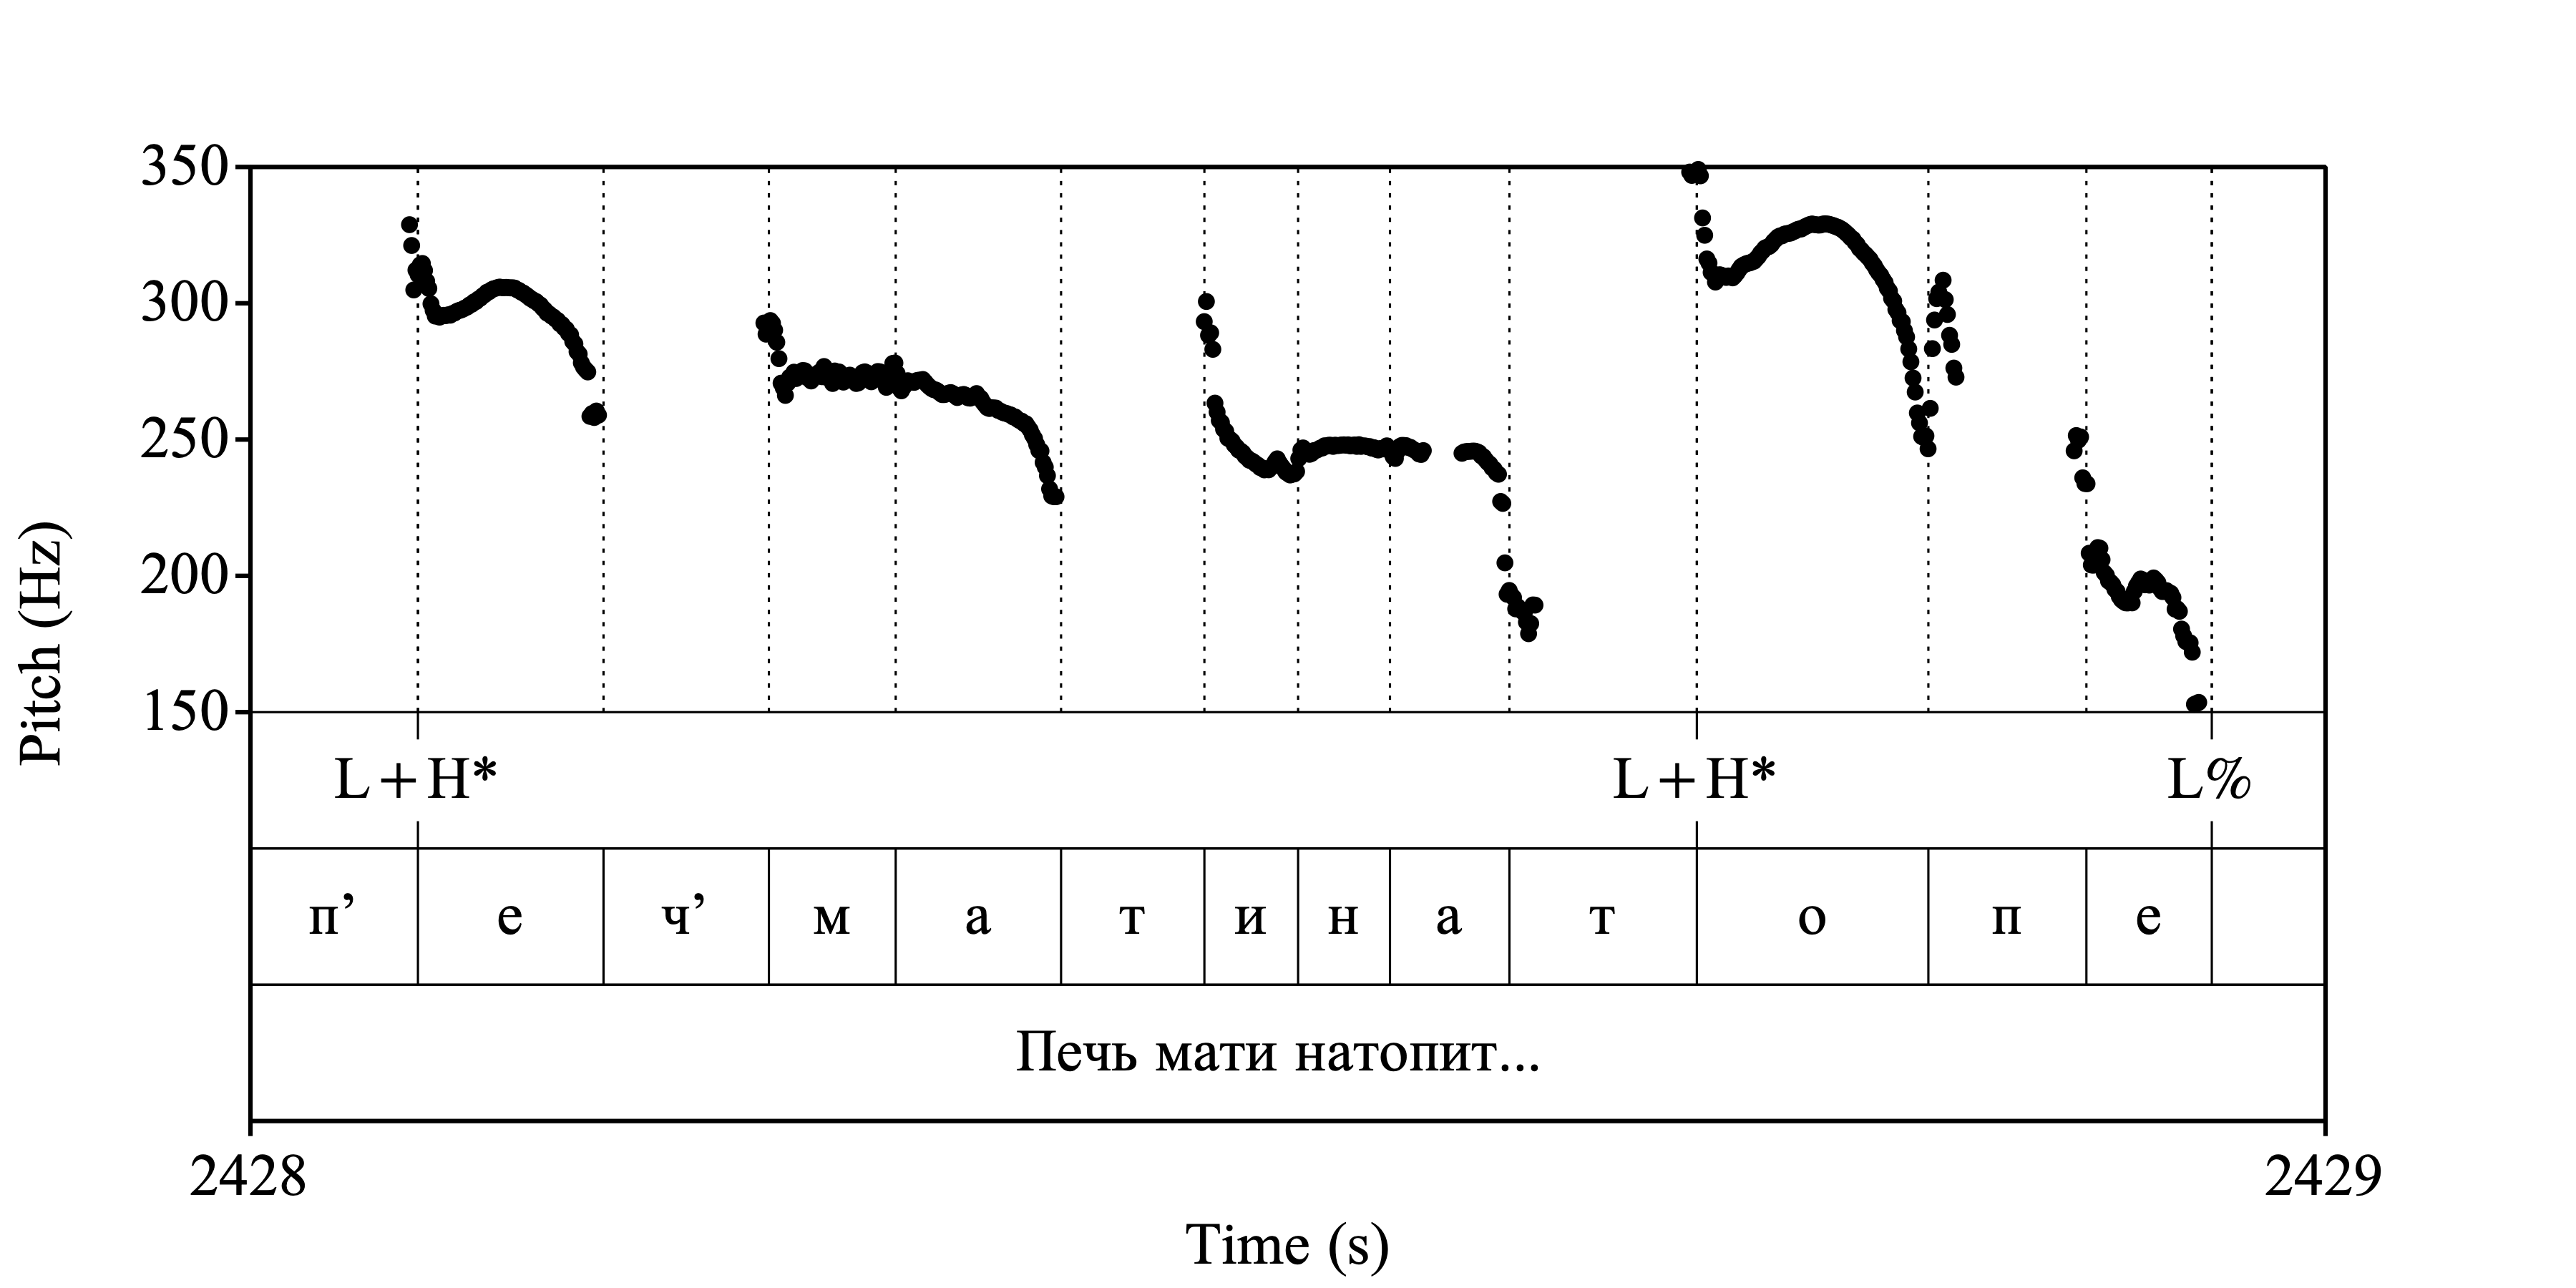 350
300
250
200
150
Pitch (Hz)
L+H* L+H* L%
п’ е ч’ м а т и н а т о п е
Печь мати натопит...
2428 2429
Time (s)